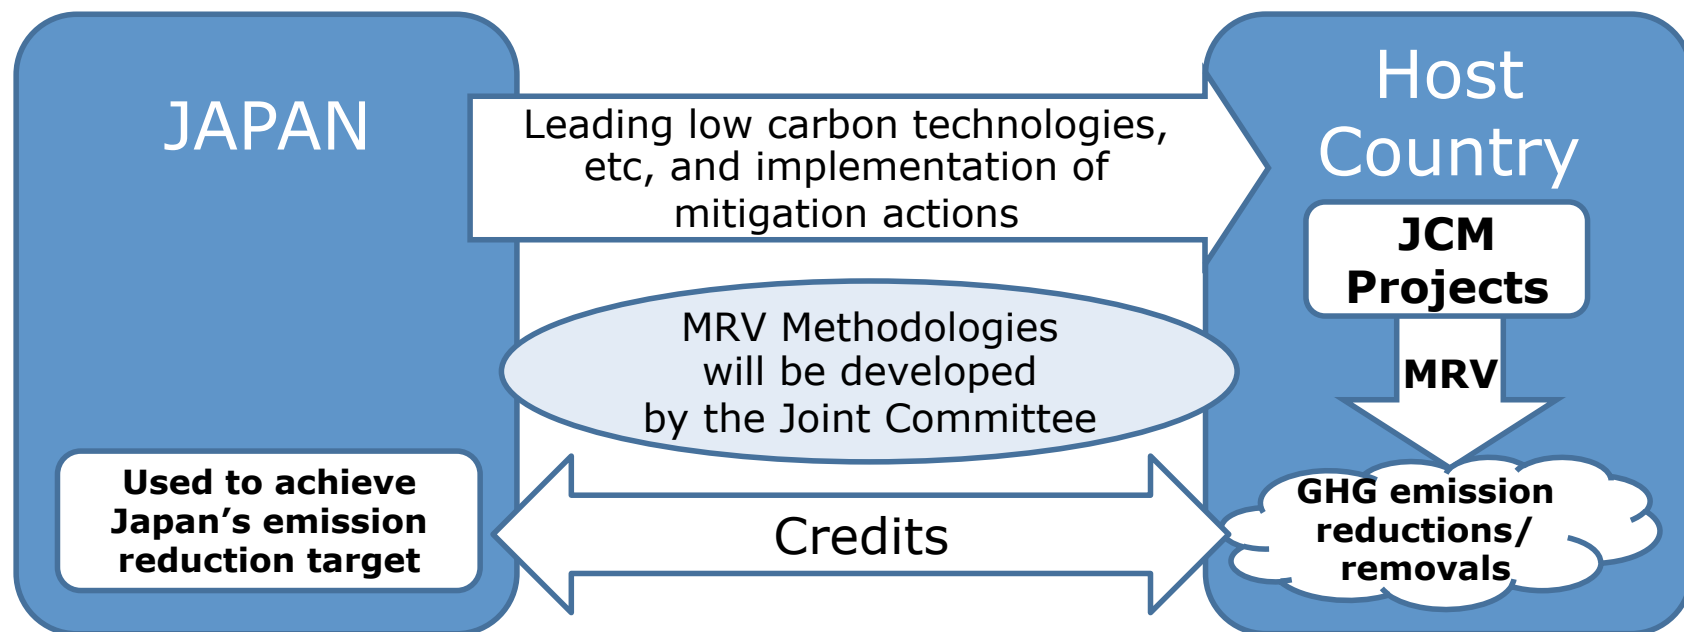 JAPAN
Leading low carbon technologies,
etc, and implementation of
mitigation actions
Host
Country
JCM
Projects
MRV
MRV Methodologies
will be developed
by the Joint Committee
Used to achieve
Japan’s emission
reduction target
Credits
GHG emission
reductions/
removals